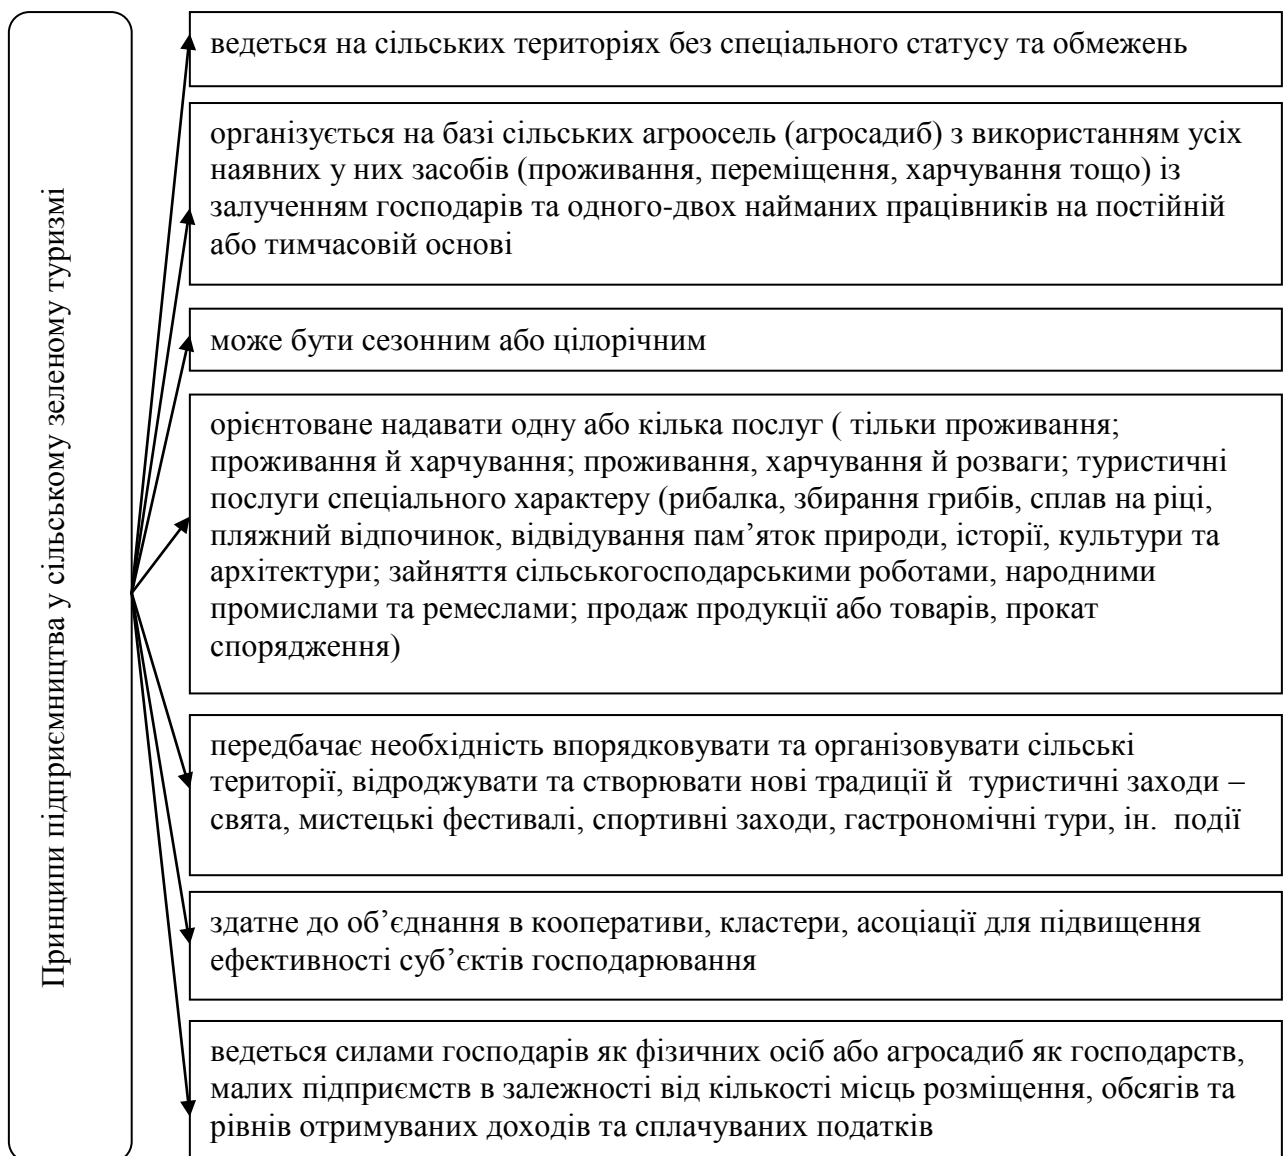 Принципи підприємництва у сільському зеленому туризмі
ведеться на сільських територіях без спеціального статусу та обмежень
організується на базі сільських агроосель (агросадиб) з використанням усіх
наявних у них засобів (проживання, переміщення, харчування тощо) із
залученням господарів та одного-двох найманих працівників на постійній
або тимчасовій основі
може бути сезонним або цілорічним
орієнтоване надавати одну або кілька послуг ( тільки проживання;
проживання й харчування; проживання, харчування й розваги; туристичні
послуги спеціального характеру (рибалка, збирання грибів, сплав на ріці,
пляжний відпочинок, відвідування пам’яток природи, історії, культури та
архітектури; зайняття сільськогосподарськими роботами, народними
промислами та ремеслами; продаж продукції або товарів, прокат
спорядження)
передбачає необхідність впорядковувати та організовувати сільські
території, відроджувати та створювати нові традиції й  туристичні заходи –
свята, мистецькі фестивалі, спортивні заходи, гастрономічні тури, ін.  події
здатне до об’єднання в кооперативи, кластери, асоціації для підвищення
ефективності суб’єктів господарювання
ведеться силами господарів як фізичних осіб або агросадиб як господарств,
малих підприємств в залежності від кількості місць розміщення, обсягів та
рівнів отримуваних доходів та сплачуваних податків